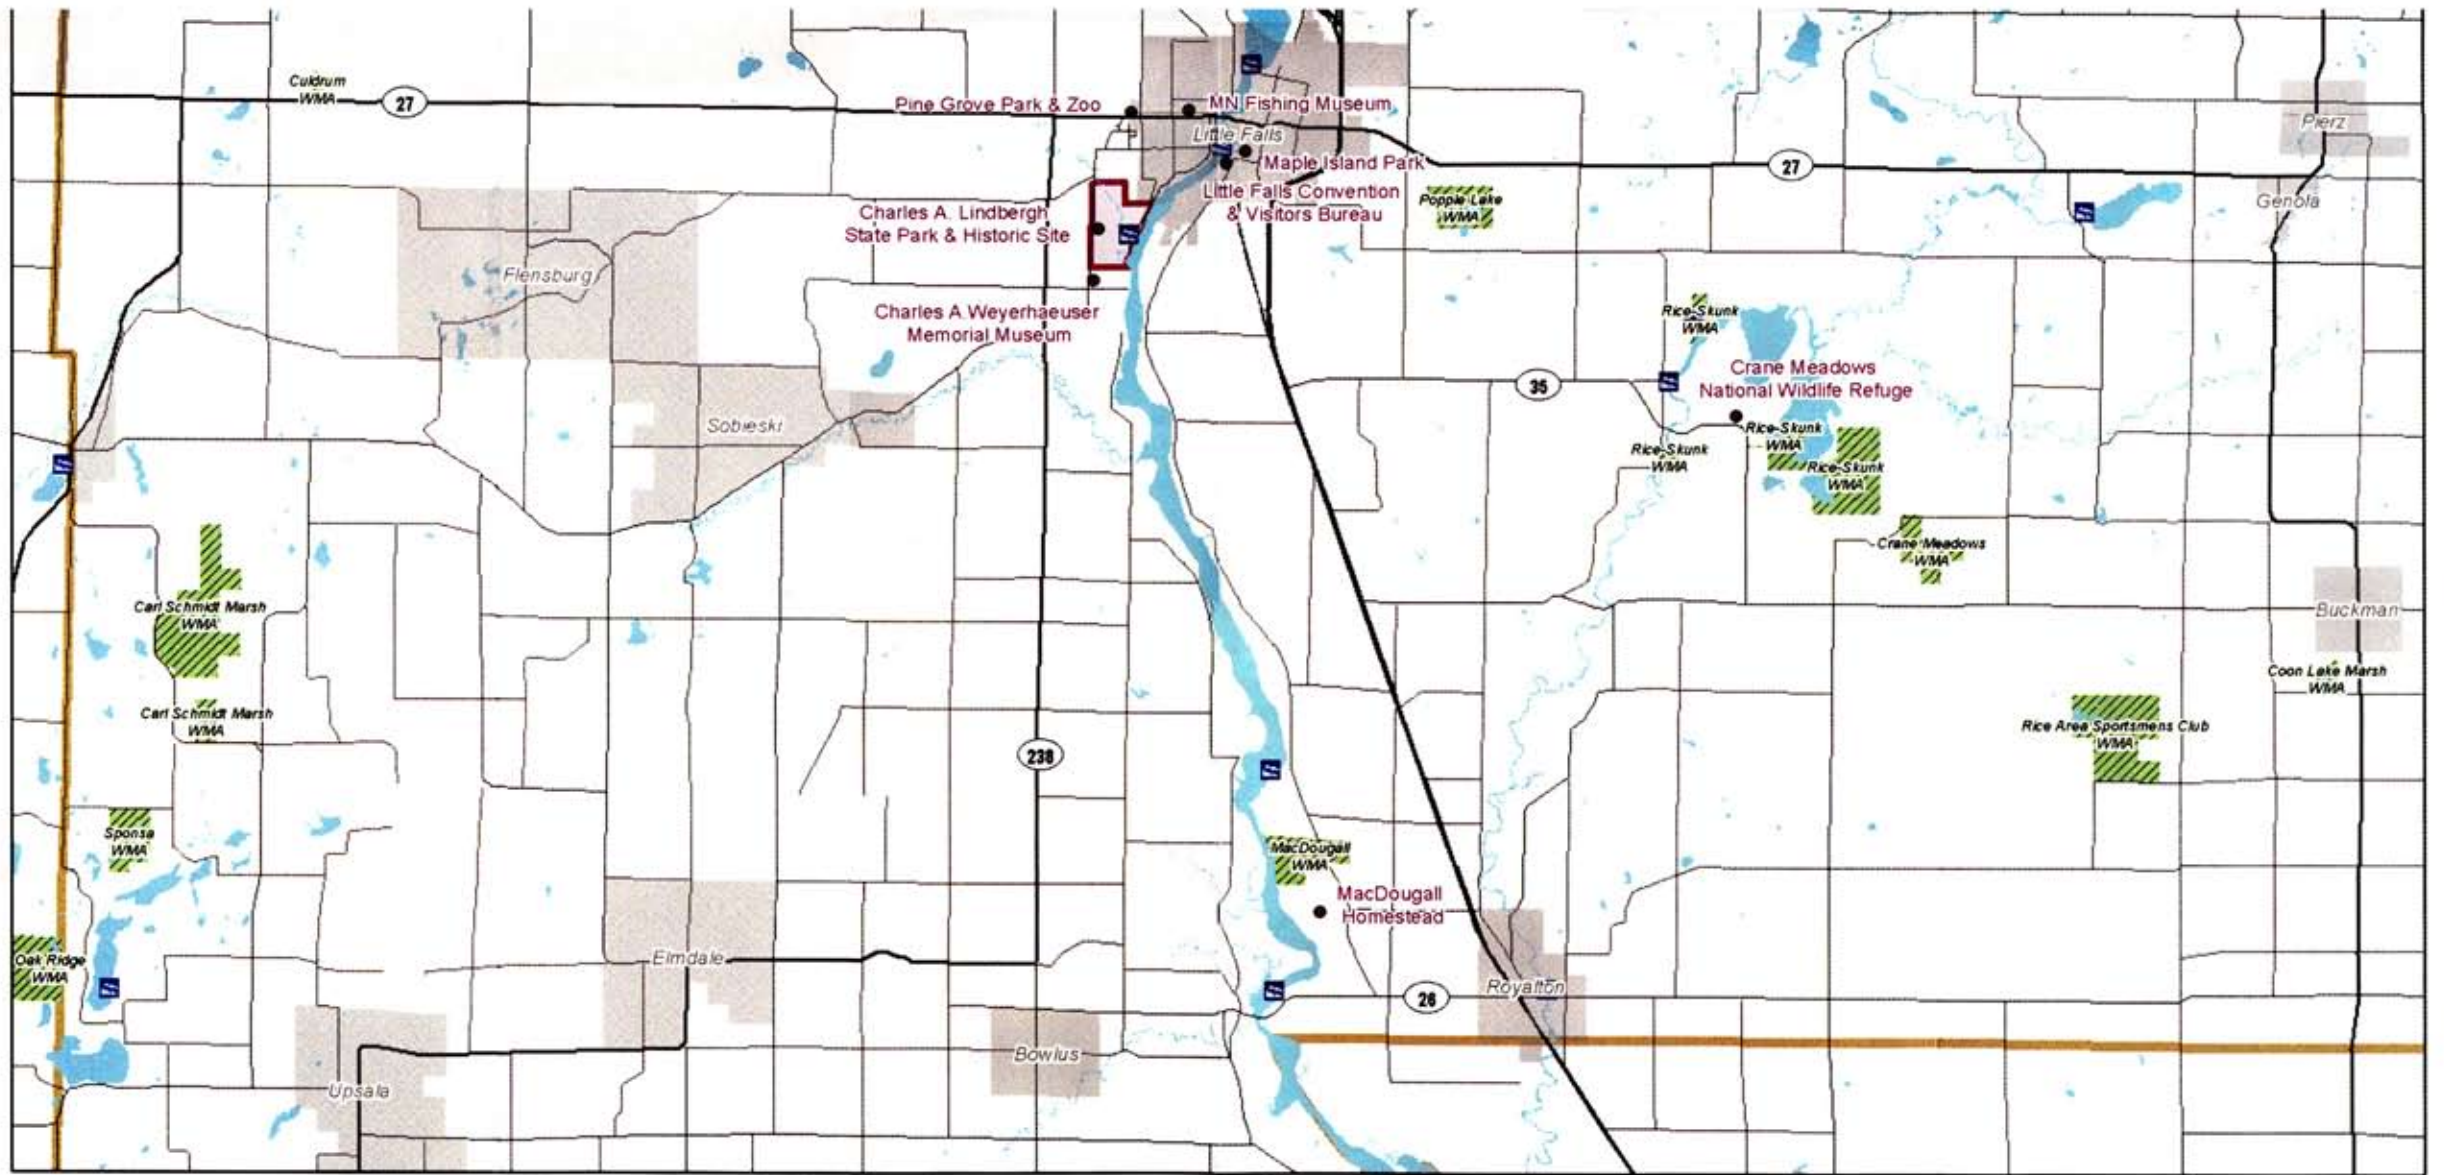 Culdrum
WMA
27
Pine Grove Park & Zoo
MN Fishing Museum
Little Falls
Maple Island Park
27
Pierz
Little Falls Convention
& Visitors Bureau
Popple Lake
WMA
Genola
Charles A. Lindbergh
State Park & Historic Site
Flensburg
Charles A Weyerhaeuser
Memorial Museum
Rice-Skunk
WMA
Crane Meadows
National Wildlife Refuge
35
Sobieski
Rice-Skunk
WMA
Rice-Skunk
WMA
Rice-Skunk
WMA
Crane Meadows
WMA
Carl Schmidt Marsh
WMA
Buckman
Coon Lake Marsh
WMA
Carl Schmidt Marsh
WMA
Rice Area Sportsmens Club
WMA
238
Sponsa
WMA
MacDougall
WMA
MacDougall
Homestead
Oak Ridge
WMA
Elmdale
Royalton
26
Bowlus
Upsala